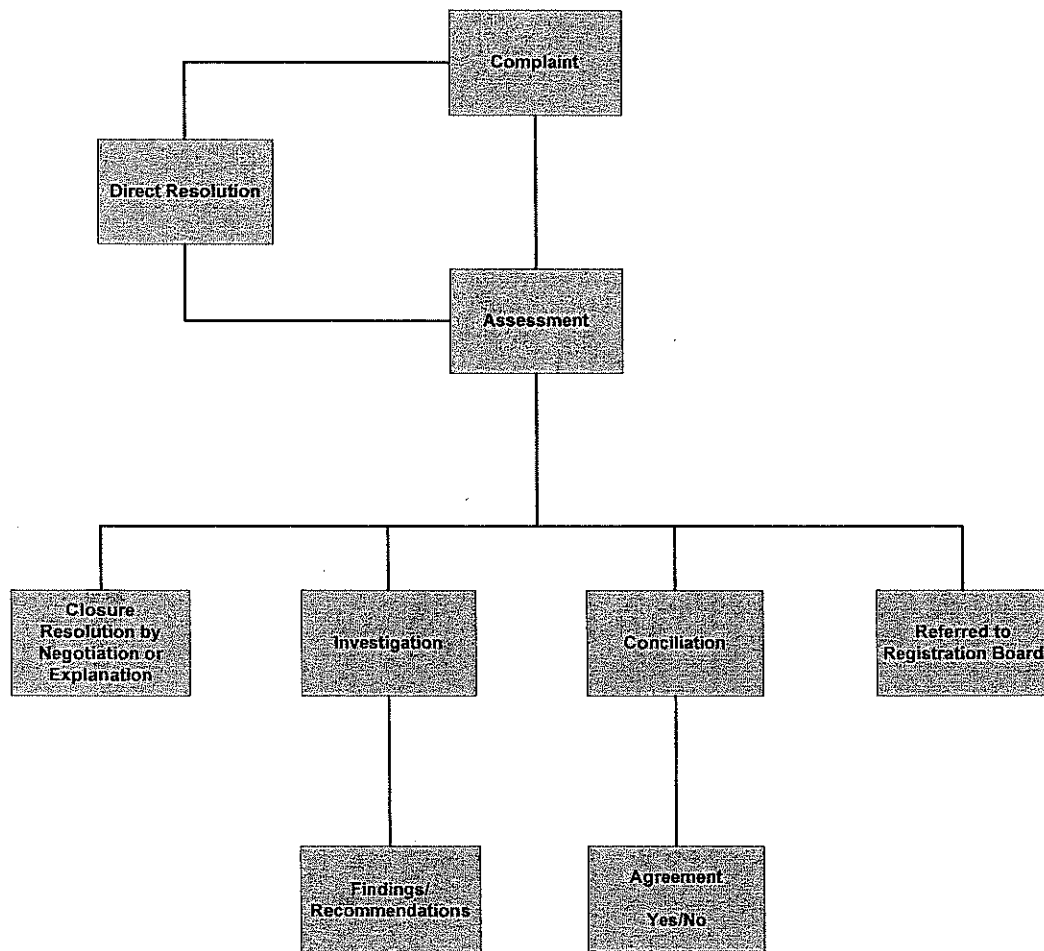 Complaint
Direct Resolution
Assessment
Closure
Resolution by
Negotiation or
Explanation
Investigation
Conciliation
Referred to
Registration Board
Findings/
Recommendations
Agreement
Yes/No